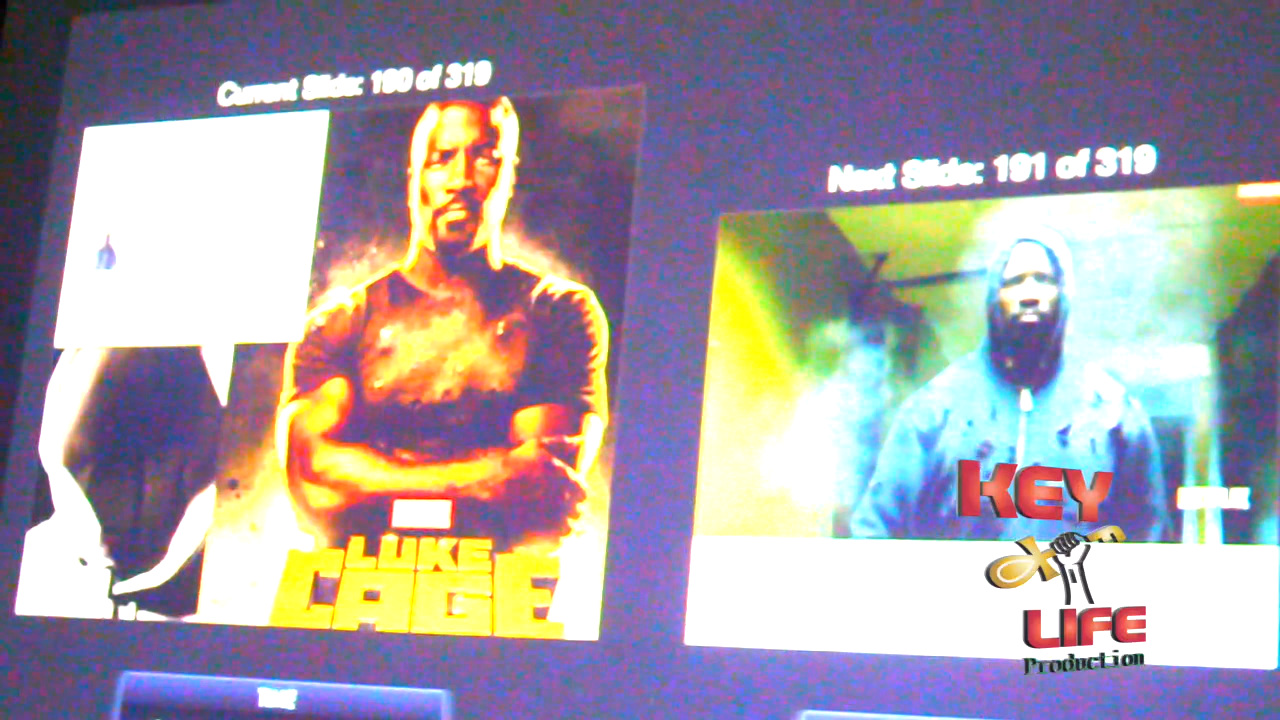 Current Slide: 190 of 319
Next Slide: 191 of 319
LUKE
CAGE
KEY
LIFE
Production